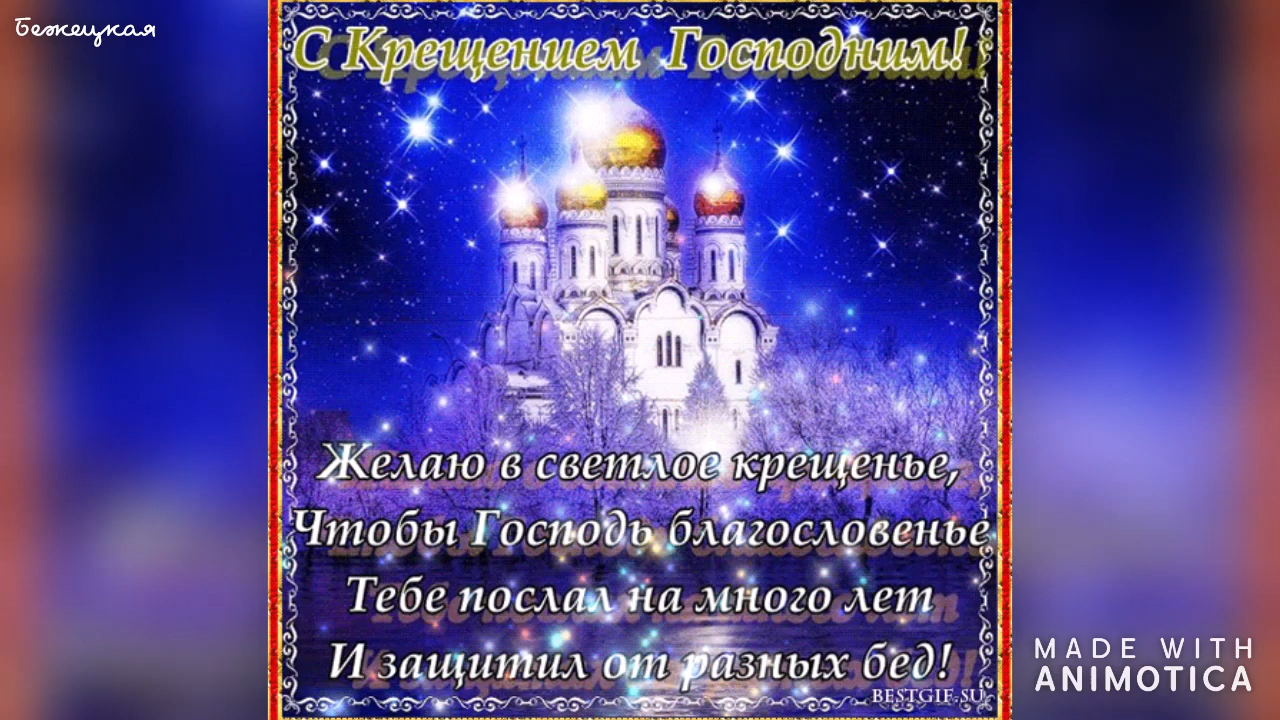 Бежецкая
С Крещением Господним!
Желаю в светлое крещенье,
Чтобы Господь благословенье
Тебе послал на много лет
И защитил от разных бед!
BESTGIF.SU
MADE WITH
ANIMOTICA